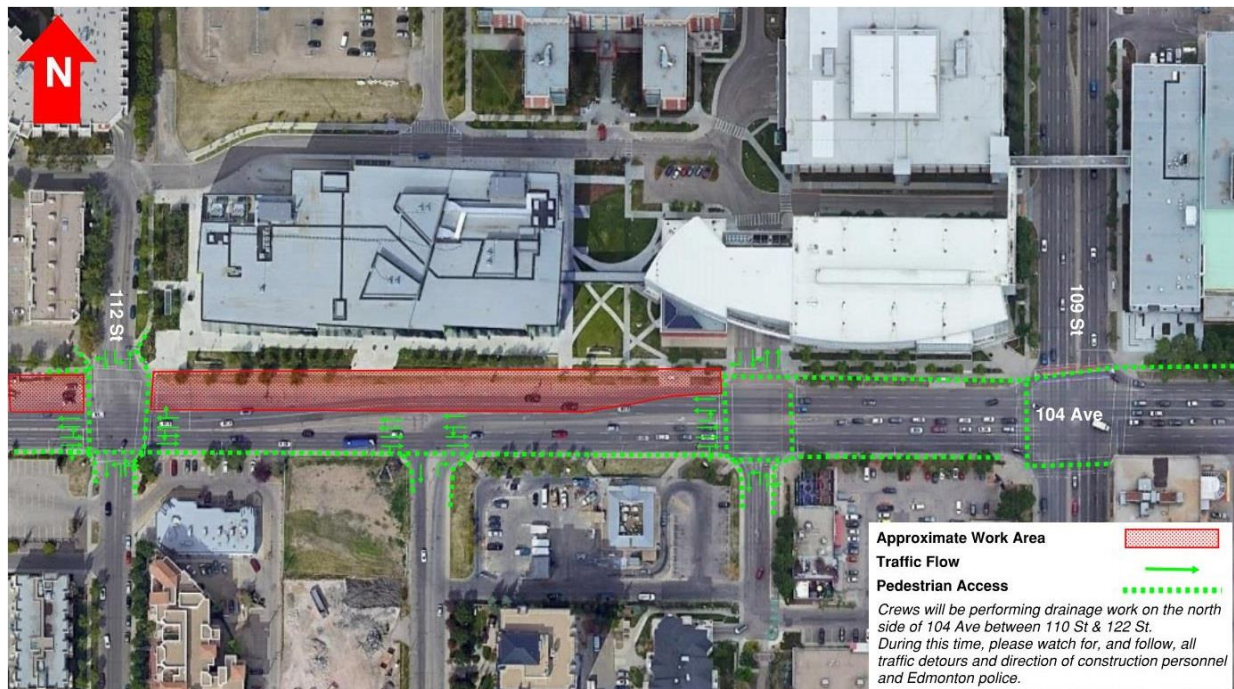 N
112 St
109 St
104 Ave
Approximate Work Area
Traffic Flow
Pedestrian Access
Crews will be performing drainage work on the north
side of 104 Ave between 110 St & 122 St.
During this time, please watch for, and follow, all
traffic detours and direction of construction personnel
and Edmonton police.